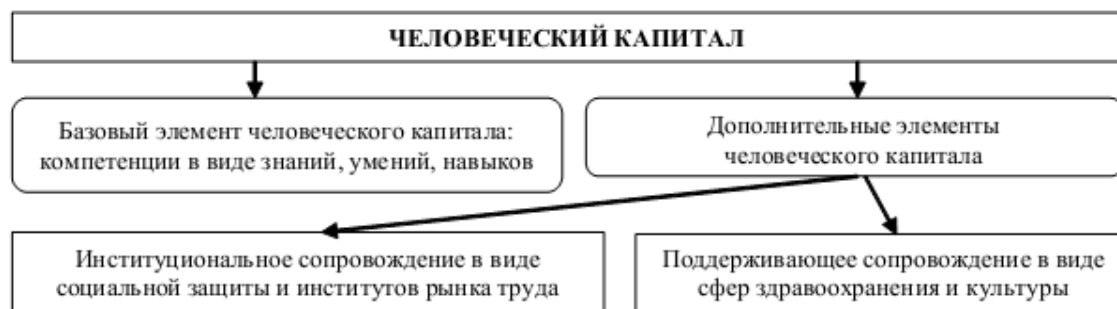 ЧЕЛОВЕЧЕСКИЙ КАПИТАЛ
Базовый элемент человеческого капитала:
компетенции в виде знаний, умений, навыков
Дополнительные элементы
человеческого капитала
Институциональное сопровождение в виде
социальной защиты и институтов рынка труда
Поддерживающее сопровождение в виде
сфер здравоохранения и культуры